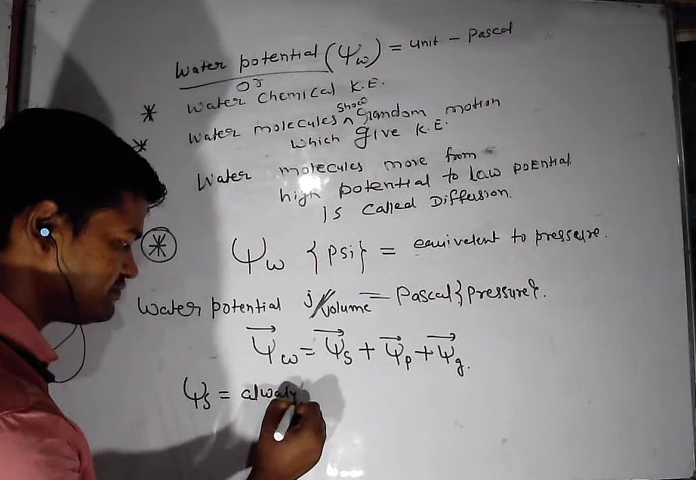 Water potential (Ψw) = unit - Pascal
Or
* Water chemical K.E.
* Water molecules show random motion
which give K.E.
Water molecules move from
high potential to Low potential
Is called Diffusion.
* Ψw {psi} = equivalent to pressure.
Water potential J/Volume = Pascal {Pressure}.
Ψw = Ψs + Ψp + Ψg.
Ψs = alway